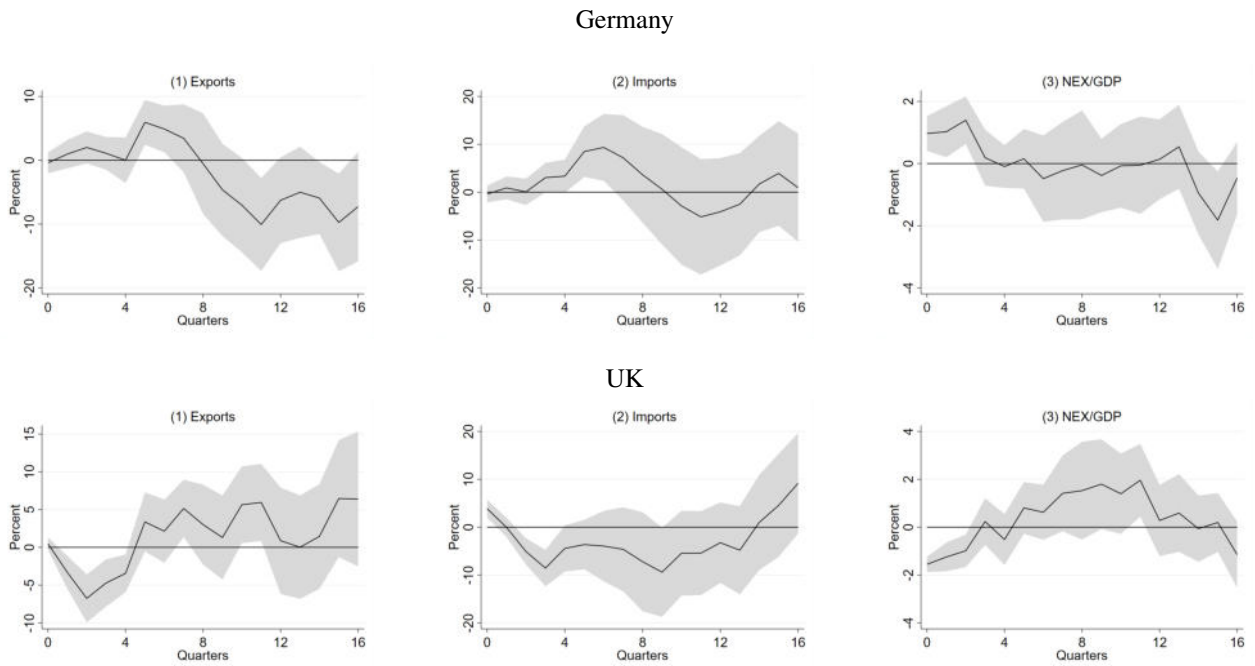 Germany
(1) Exports
Percent
10
0
-10
-20
0 4 8 12 16
Quarters
(2) Imports
Percent
20
10
0
-10
-20
0 4 8 12 16
Quarters
(3) NEX/GDP
Percent
2
0
-2
-4
0 4 8 12 16
Quarters
UK
(1) Exports
Percent
15
10
5
0
-5
-10
0 4 8 12 16
Quarters
(2) Imports
Percent
20
10
0
-10
-20
0 4 8 12 16
Quarters
(3) NEX/GDP
Percent
4
2
0
-2
-4
0 4 8 12 16
Quarters